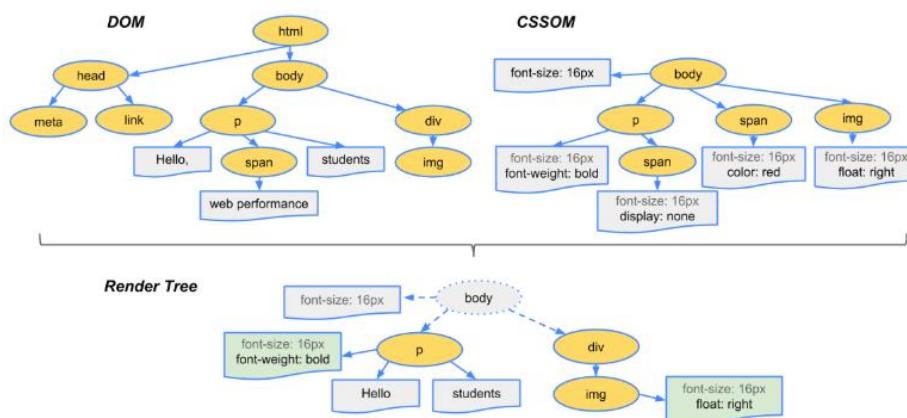 DOM
html
head
body
meta
link
p
div
Hello,
span
students
img
web performance
CSSOM
font-size: 16px
body
p
span
img
font-size: 16px
font-weight: bold
span
font-size: 16px
color: red
font-size: 16px
float: right
font-size: 16px
display: none
Render Tree
font-size: 16px
body
font-size: 16px
font-weight: bold
p
div
Hello
students
img
font-size: 16px
float: right